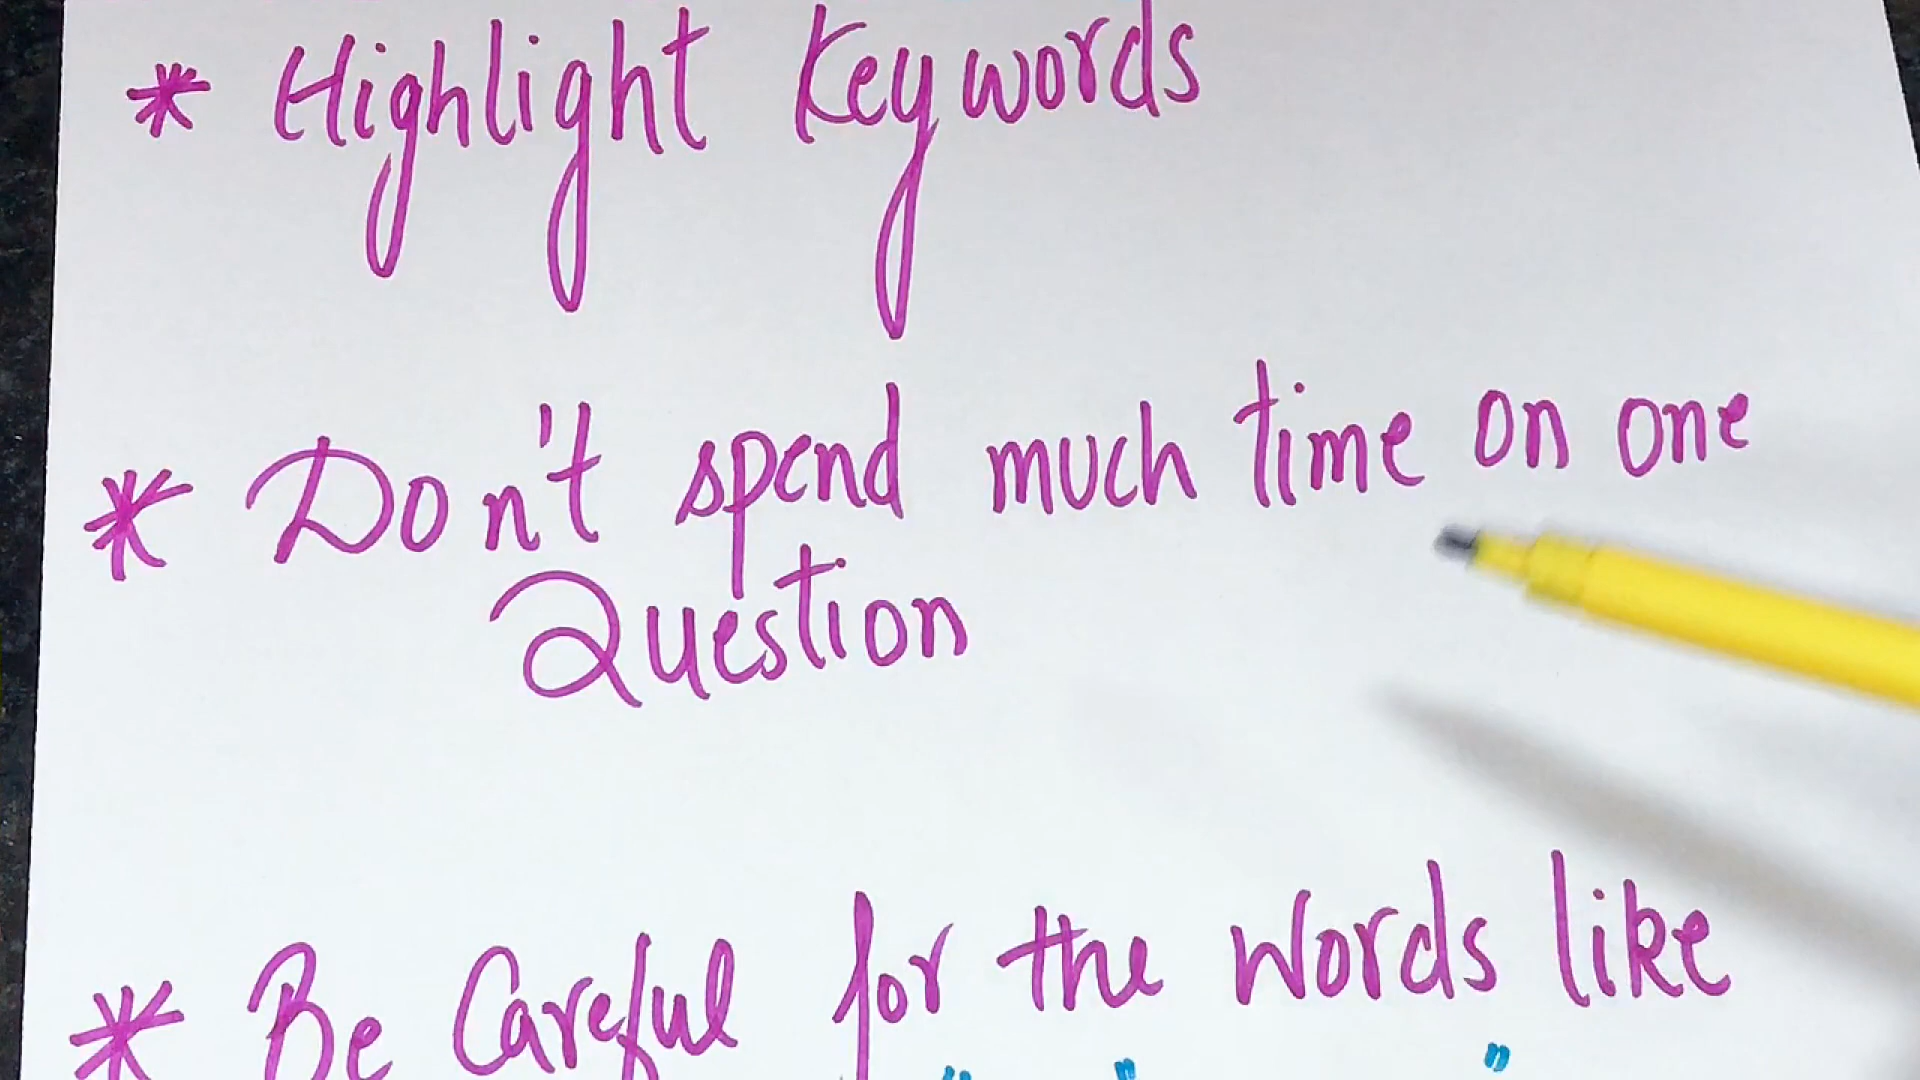 * Highlight Keywords
* Don't spend much time on one
Question
* Be Careful for the words like